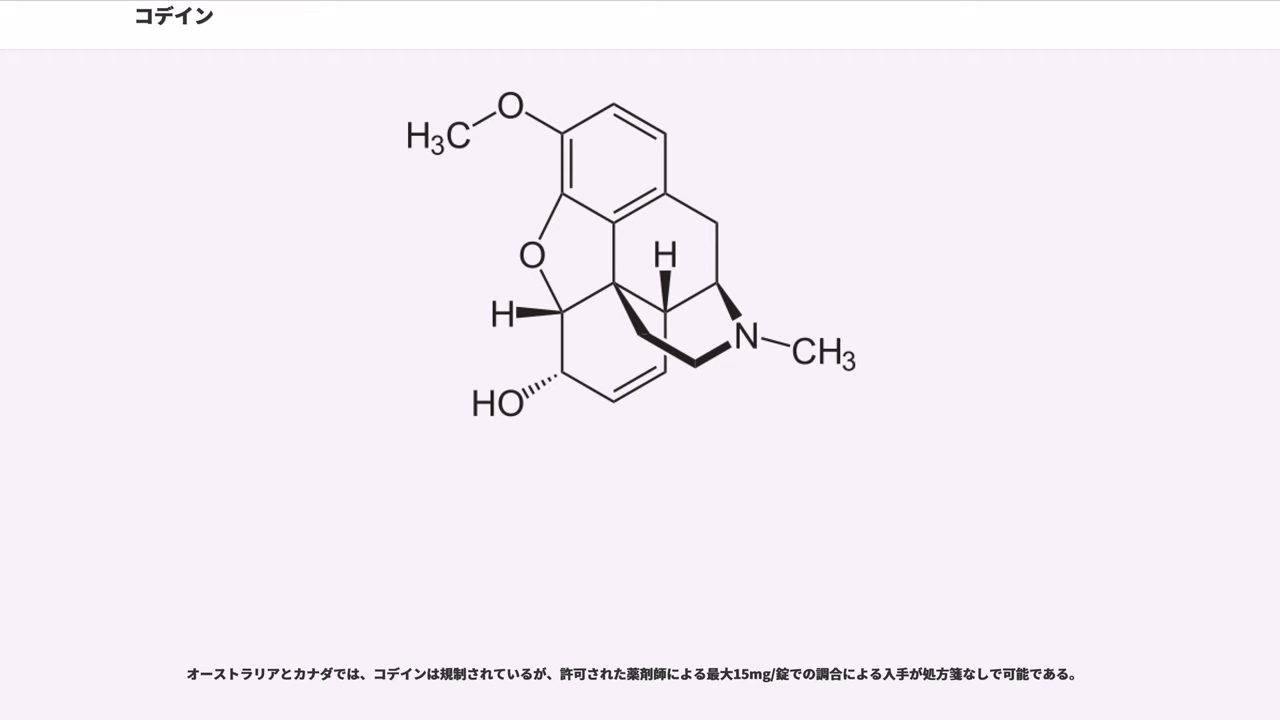 コデイン
O
H3C
O
H
H
N
CH3
HO
オーストラリアとカナダでは、コデインは規制されているが、許可された薬剤師による最大15mg/錠での調合による入手が処方箋なしで可能である。